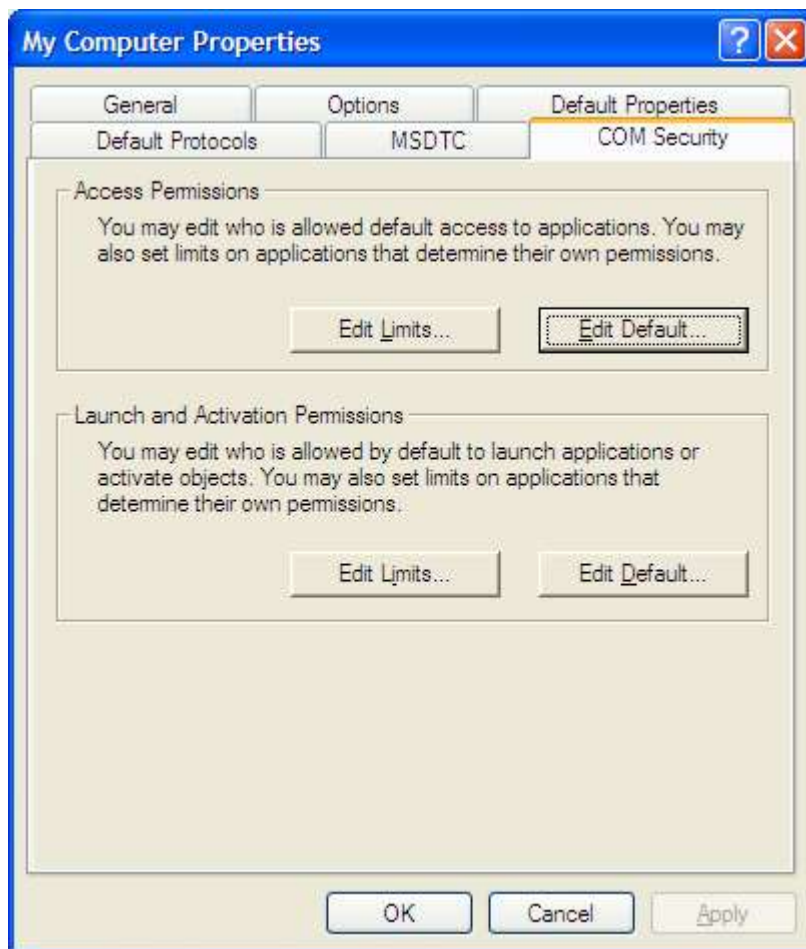 My Computer Properties
General Options Default Properties
Default Protocols MSDTC COM Security
Access Permissions
You may edit who is allowed default access to applications. You may
also set limits on applications that determine their own permissions.
Edit Limits... Edit Default...
Launch and Activation Permissions
You may edit who is allowed by default to launch applications or
activate objects. You may also set limits on applications that
determine their own permissions.
Edit Limits... Edit Default...
OK Cancel Apply